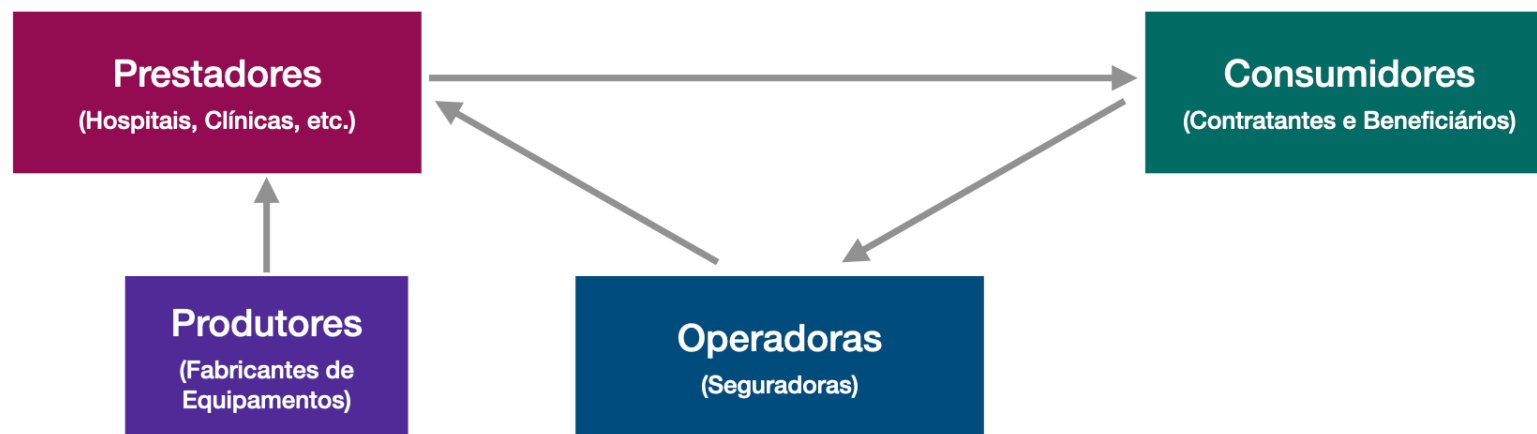 Prestadores
(Hospitais, Clínicas, etc.)
Consumidores
(Contratantes e Beneficiários)
Produtores
(Fabricantes de
Equipamentos)
Operadoras
(Seguradoras)